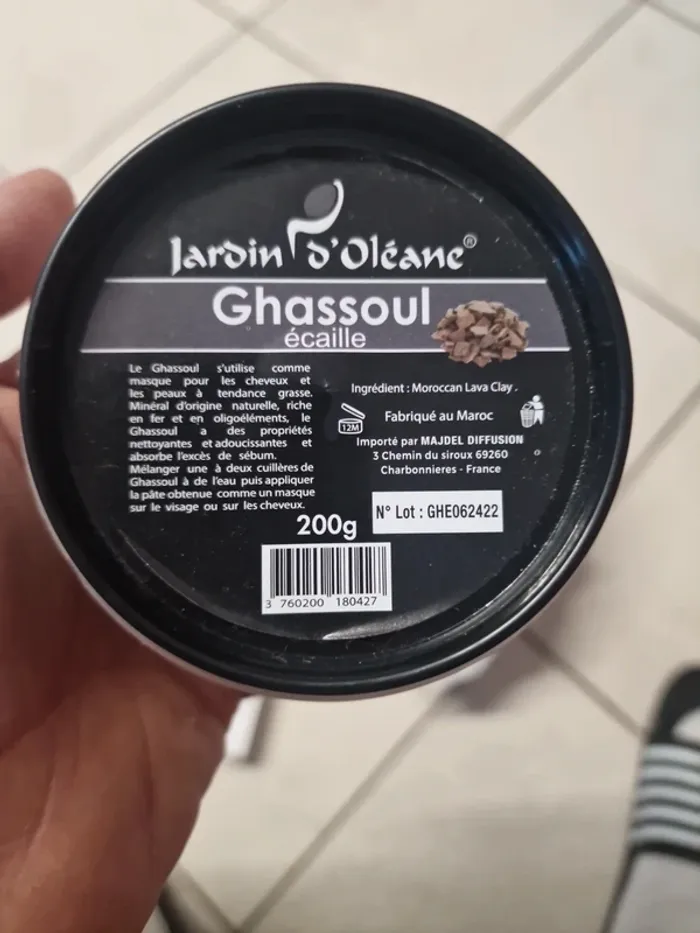 Jardin d'Oléane®
Ghassoul
écaille
Le Ghassoul s'utilise comme
masque pour les cheveux et
les peaux à tendance grasse.
Minéral d'origine naturelle, riche
en fer et en oligoéléments, le
Ghassoul a des propriétés
nettoyantes et adoucissantes et
absorbe l'excès de sébum.
Mélanger une à deux cuillères de
Ghassoul à de l'eau puis appliquer
la pâte obtenue comme un masque
sur le visage ou sur les cheveux.
Ingrédient : Moroccan Lava Clay .
12M
Fabriqué au Maroc
Importé par MAJDEL DIFFUSION
3 Chemin du siroux 69260
Charbonnieres - France
N° Lot : GHE062422
200g
3 760200 180427